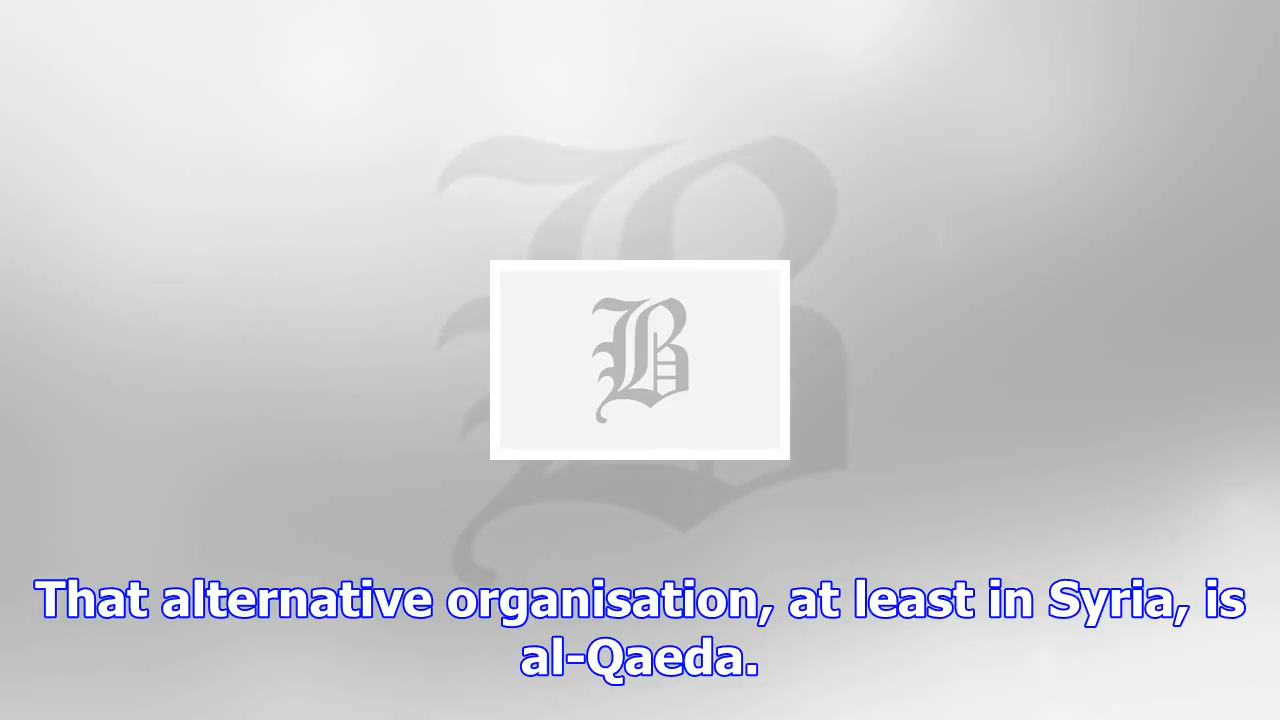 B
That alternative organisation, at least in Syria, is
al-Qaeda.